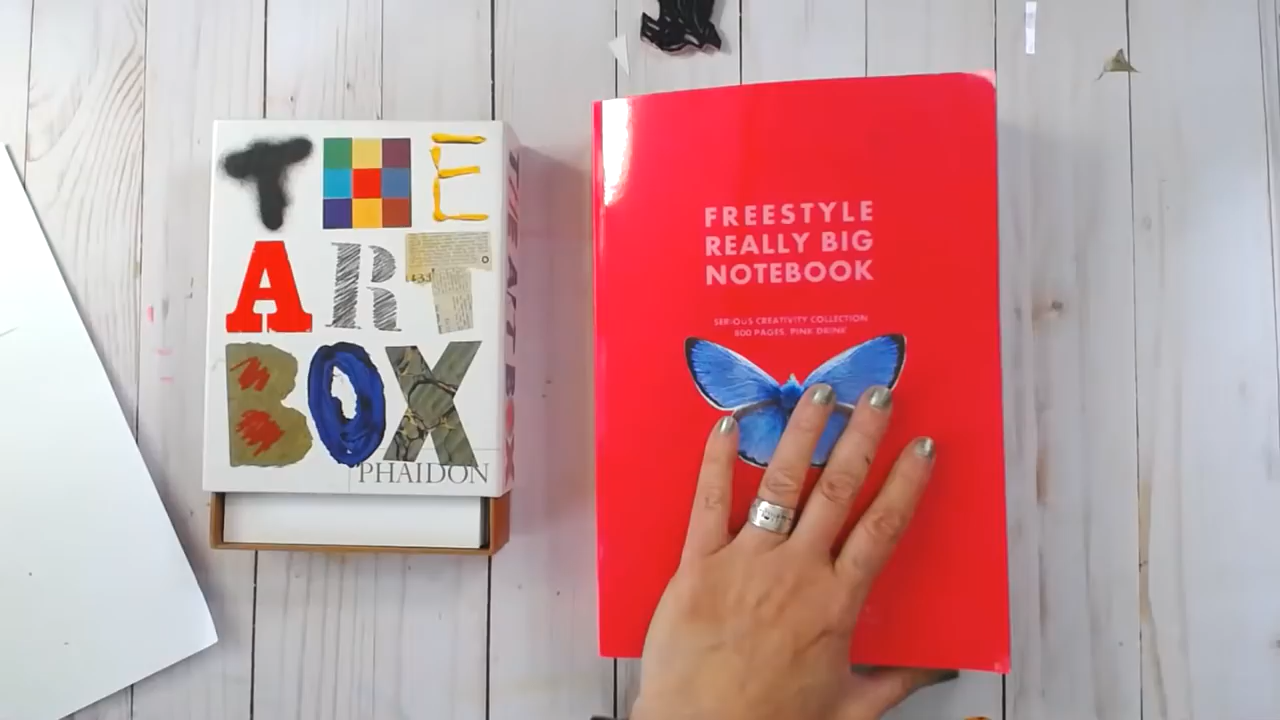 THE
ART
BOX
PHAIDON
THE ART BOX
FREESTYLE
REALLY BIG
NOTEBOOK
SERIOUS CREATIVITY COLLECTION
800 PAGES. PINK DRINK